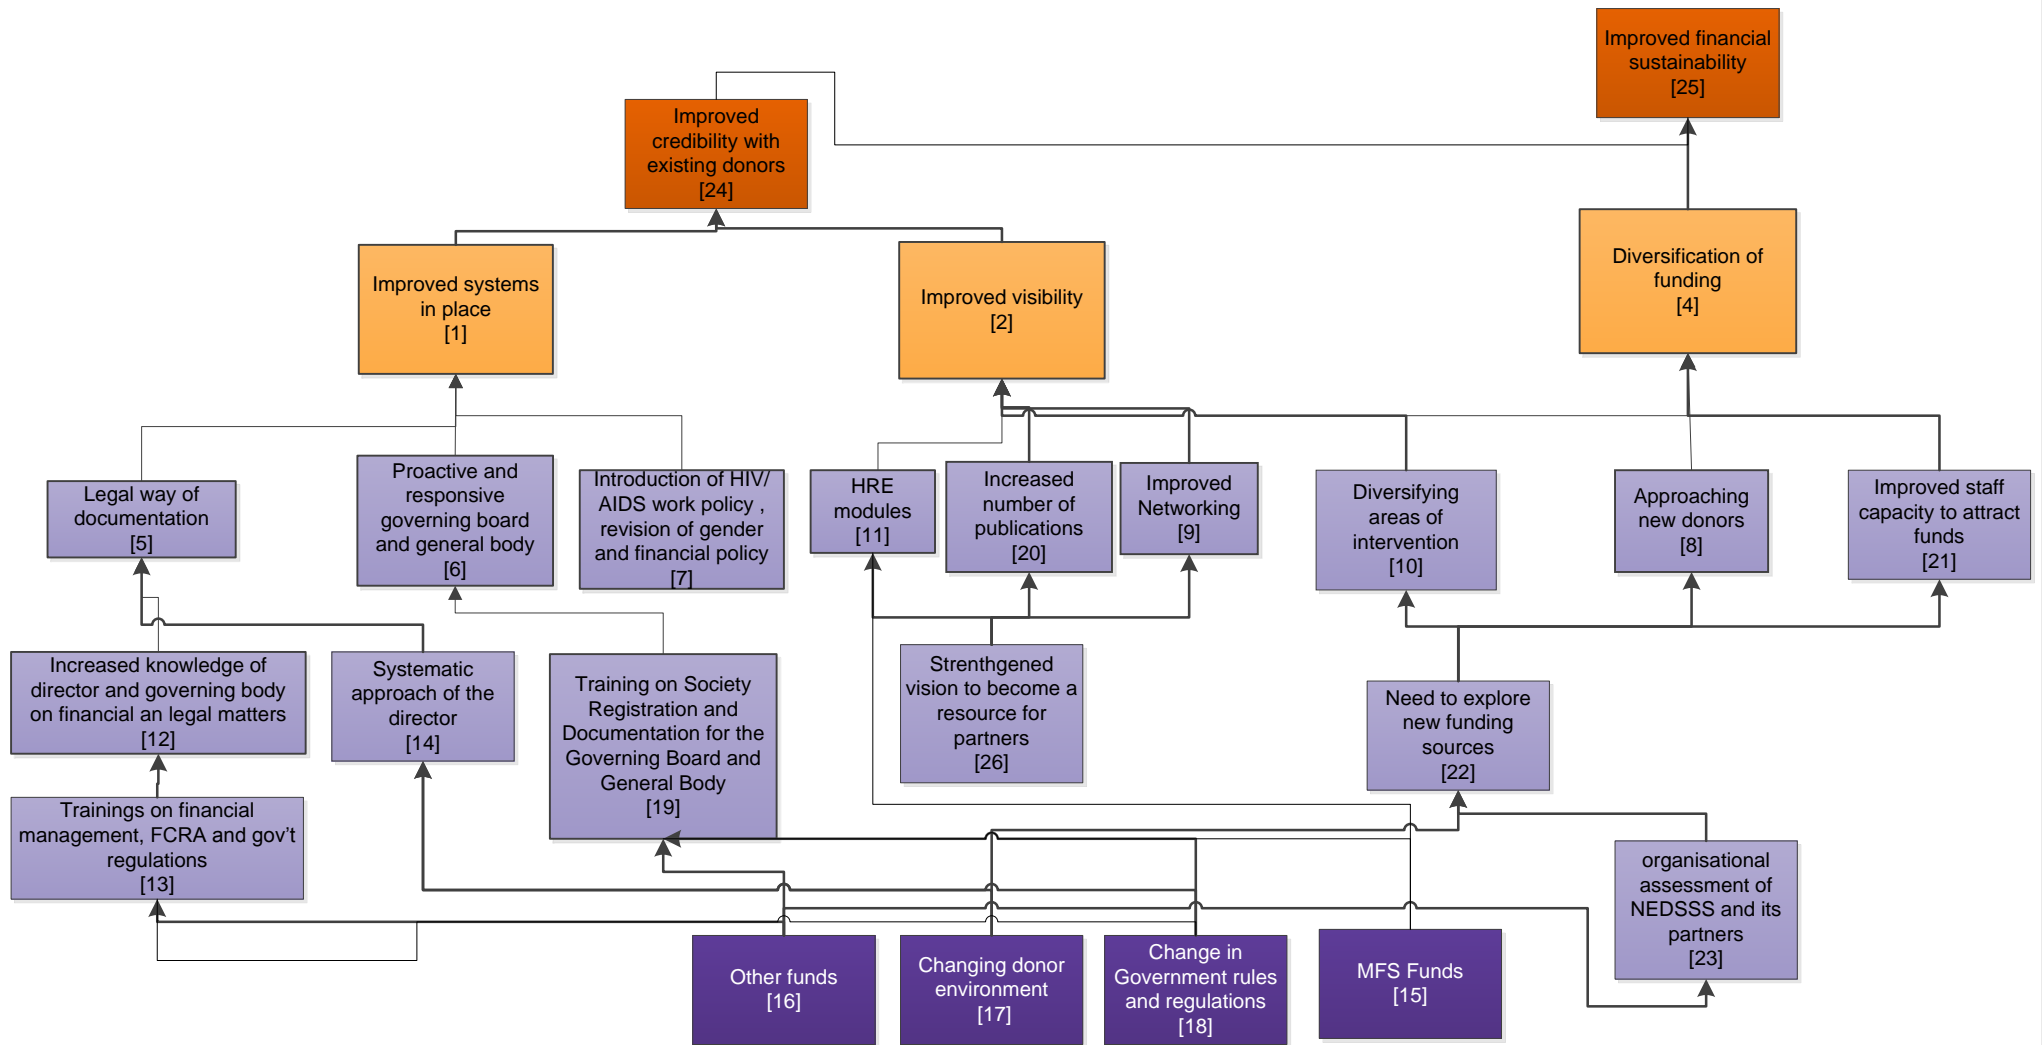 Improved financial
sustainability
[25]
Improved
credibility with
existing donors
[24]
Improved systems
in place
[1]
Improved visibility
[2]
Diversification of
funding
[4]
Legal way of
documentation
[5]
Proactive and
responsive
governing board
and general body
[6]
Introduction of HIV/
AIDS work policy ,
revision of gender
and financial policy
[7]
HRE
modules
[11]
Increased
number of
publications
[20]
Improved
Networking
[9]
Diversifying
areas of
intervention
[10]
Approaching
new donors
[8]
Improved staff
capacity to attract
funds
[21]
Increased knowledge of
director and governing body
on financial an legal matters
[12]
Systematic
approach of the
director
[14]
Training on Society
Registration and
Documentation for the
Governing Board and
General Body
[19]
Strenthgened
vision to become a
resource for
partners
[26]
Need to explore
new funding
sources
[22]
Trainings on financial
management, FCRA and gov't
regulations
[13]
organisational
assessment of
NEDSSS and its
partners
[23]
Other funds
[16]
Changing donor
environment
[17]
Change in
Government rules
and regulations
[18]
MFS Funds
[15]